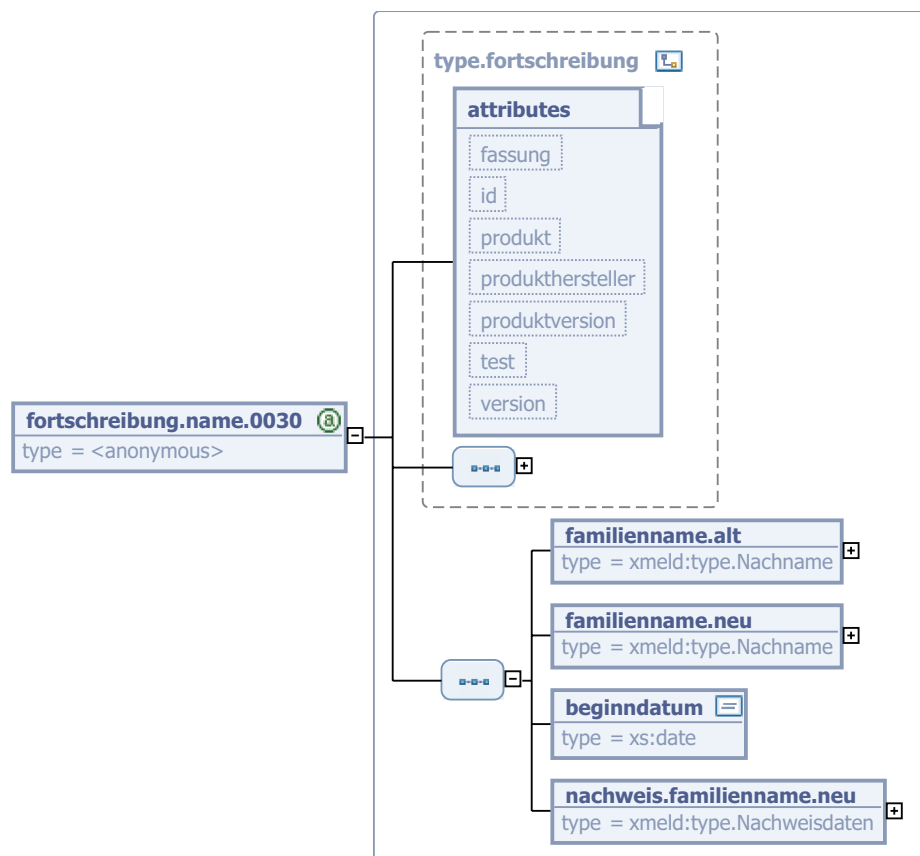 type.fortschreibung
attributes
fassung
id
produkt
produkthersteller
produktversion
test
version
fortschreibung.name.0030
type = <anonymous>
familienname.alt
type = xmeld:type.Nachname
familienname.neu
type = xmeld:type.Nachname
beginndatum
type = xs:date
nachweis.familienname.neu
type = xmeld:type.Nachweisdaten